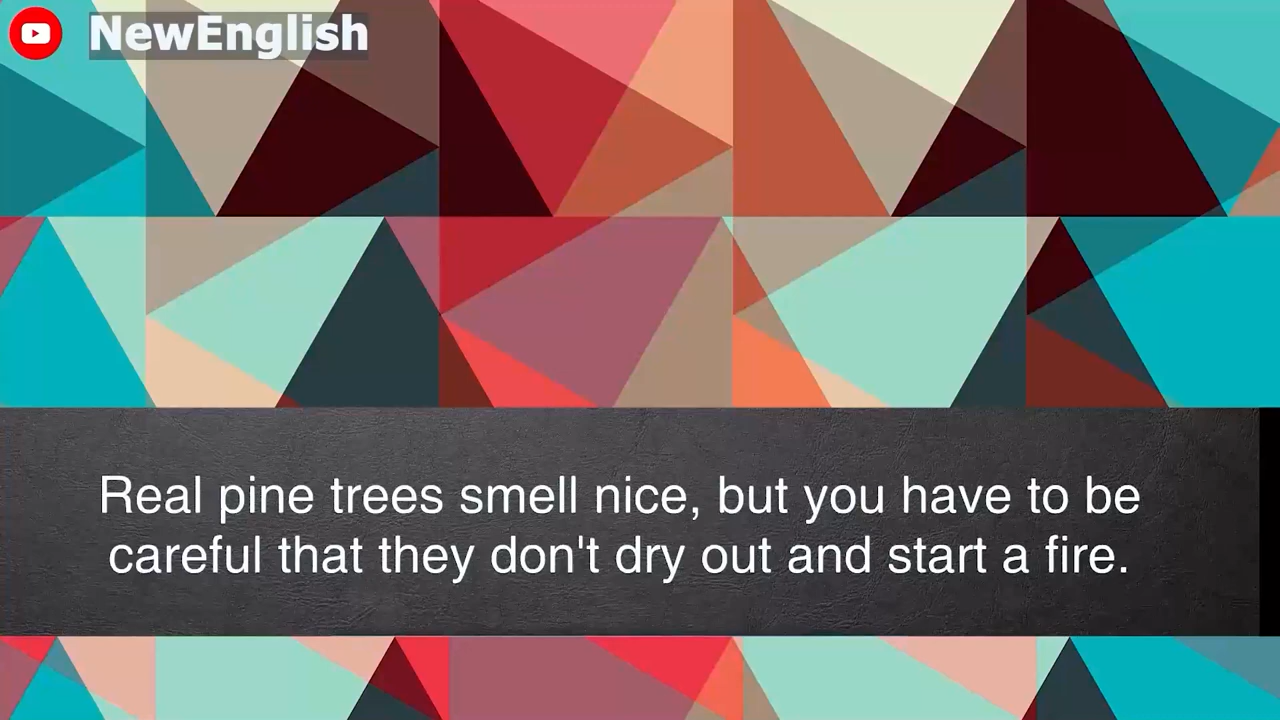 NewEnglish
Real pine trees smell nice, but you have to be
careful that they don't dry out and start a fire.